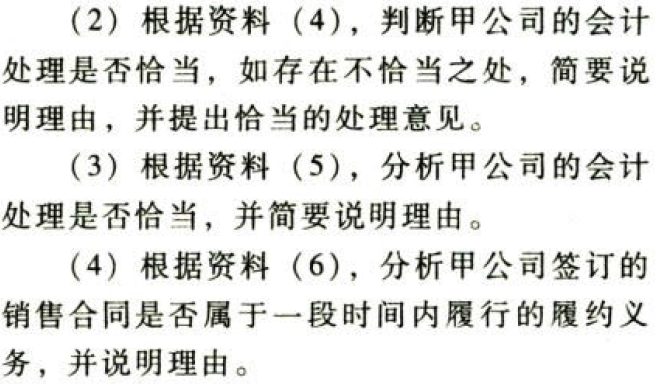 （2）根据资料（4），判断甲公司的会计
处理是否恰当，如存在不恰当之处，简要说
明理由，并提出恰当的处理意见。
（3）根据资料（5），分析甲公司的会计
处理是否恰当，并简要说明理由。
（4）根据资料（6），分析甲公司签订的
销售合同是否属于一段时间内履行的履约义
务，并说明理由。